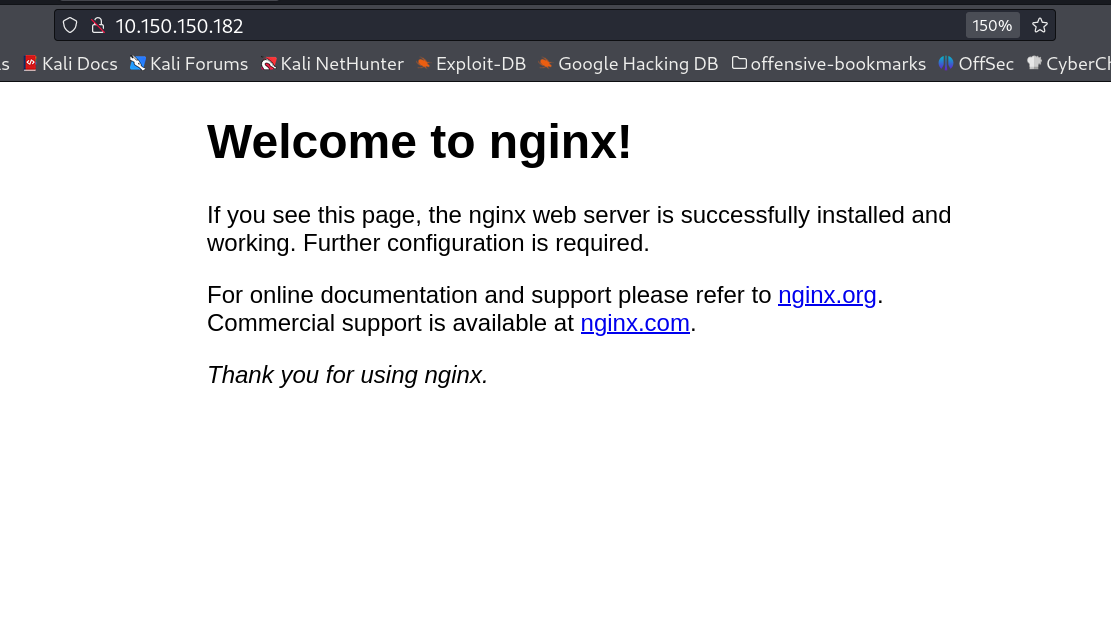 10.150.150.182
150%
s Kali Docs Kali Forums Kali NetHunter Exploit-DB Google Hacking DB offensive-bookmarks OffSec CyberCh
Welcome to nginx!
If you see this page, the nginx web server is successfully installed and
working. Further configuration is required.
For online documentation and support please refer to nginx.org.
Commercial support is available at nginx.com.
Thank you for using nginx.